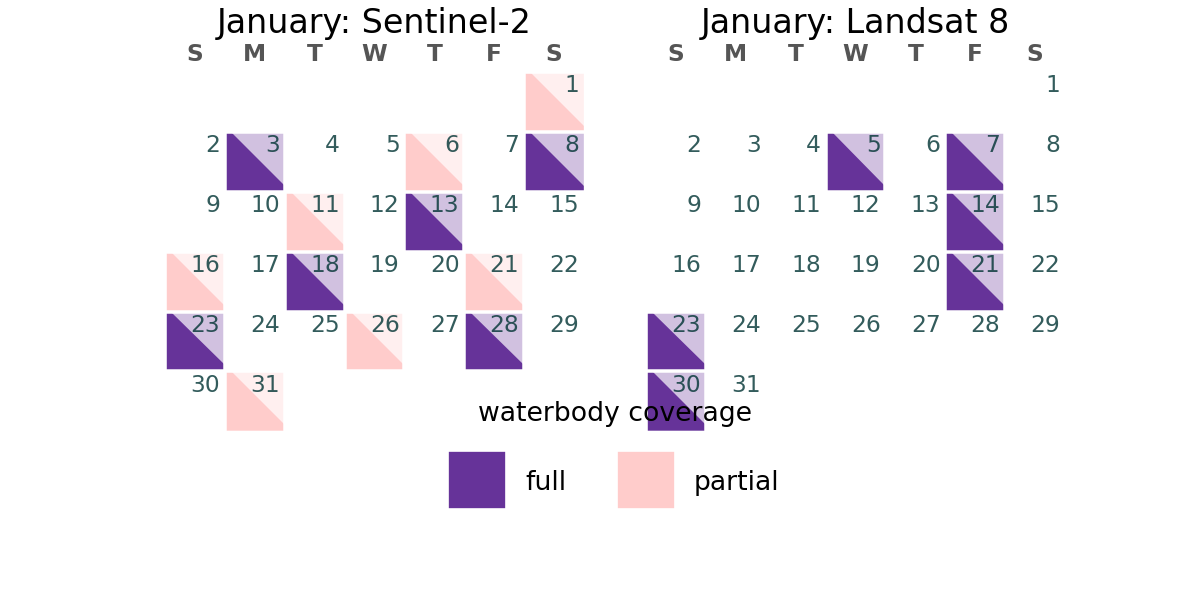 January: Sentinel-2
S M T W T F S
1
2 3 4 5 6 7 8
9 10 11 12 13 14 15
16 17 18 19 20 21 22
23 24 25 26 27 28 29
30 31
January: Landsat 8
S M T W T F S
1
2 3 4 5 6 7 8
9 10 11 12 13 14 15
16 17 18 19 20 21 22
23 24 25 26 27 28 29
30 31
waterbody coverage
full partial